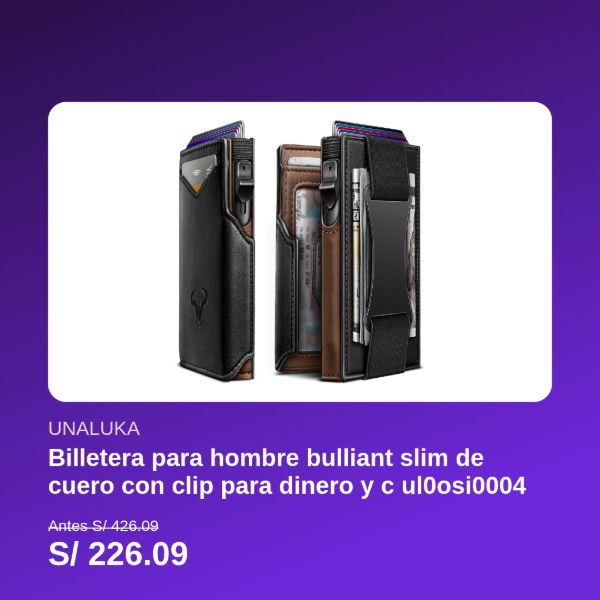 UNALUKA
Billetera para hombre bulliant slim de
cuero con clip para dinero y c ul0osi0004
Antes S/ 426.09
S/ 226.09